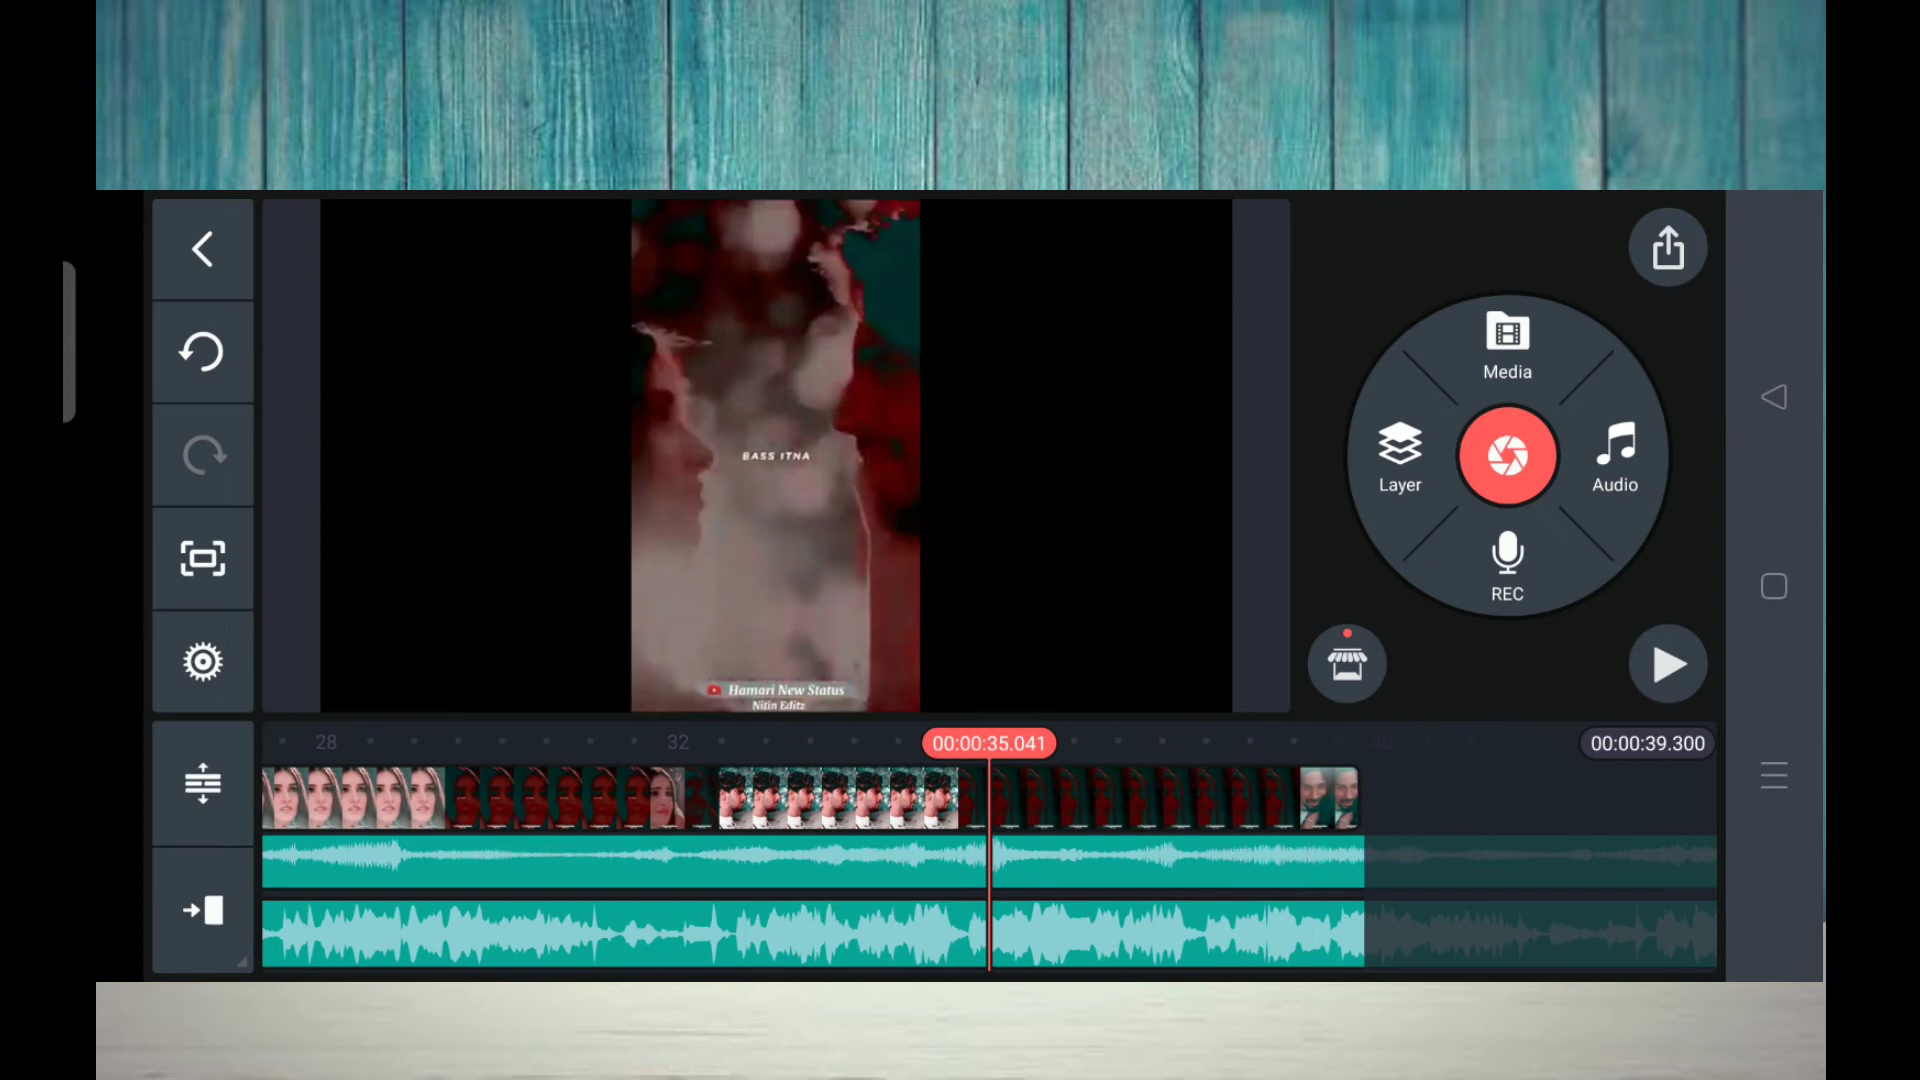 Media
Layer
Audio
REC
BASS ITNA
Hamari New Status
Nitin Editz
28
32
00:00:35.041
40
00:00:39.300